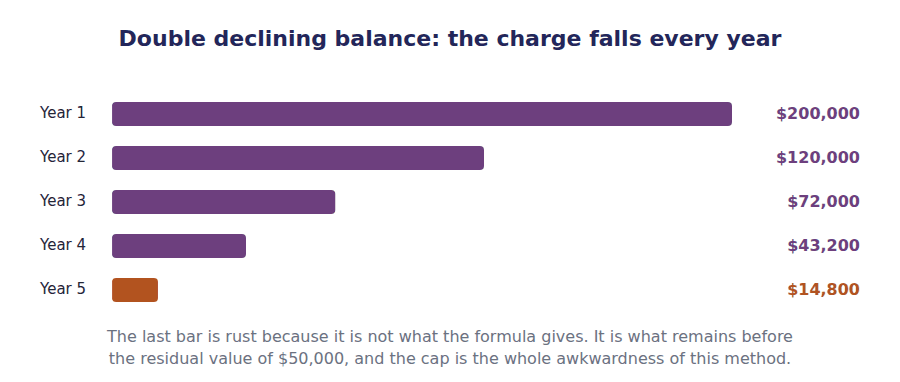 Double declining balance: the charge falls every year
Year 1 $200,000
Year 2 $120,000
Year 3 $72,000
Year 4 $43,200
Year 5 $14,800
The last bar is rust because it is not what the formula gives. It is what remains before
the residual value of $50,000, and the cap is the whole awkwardness of this method.